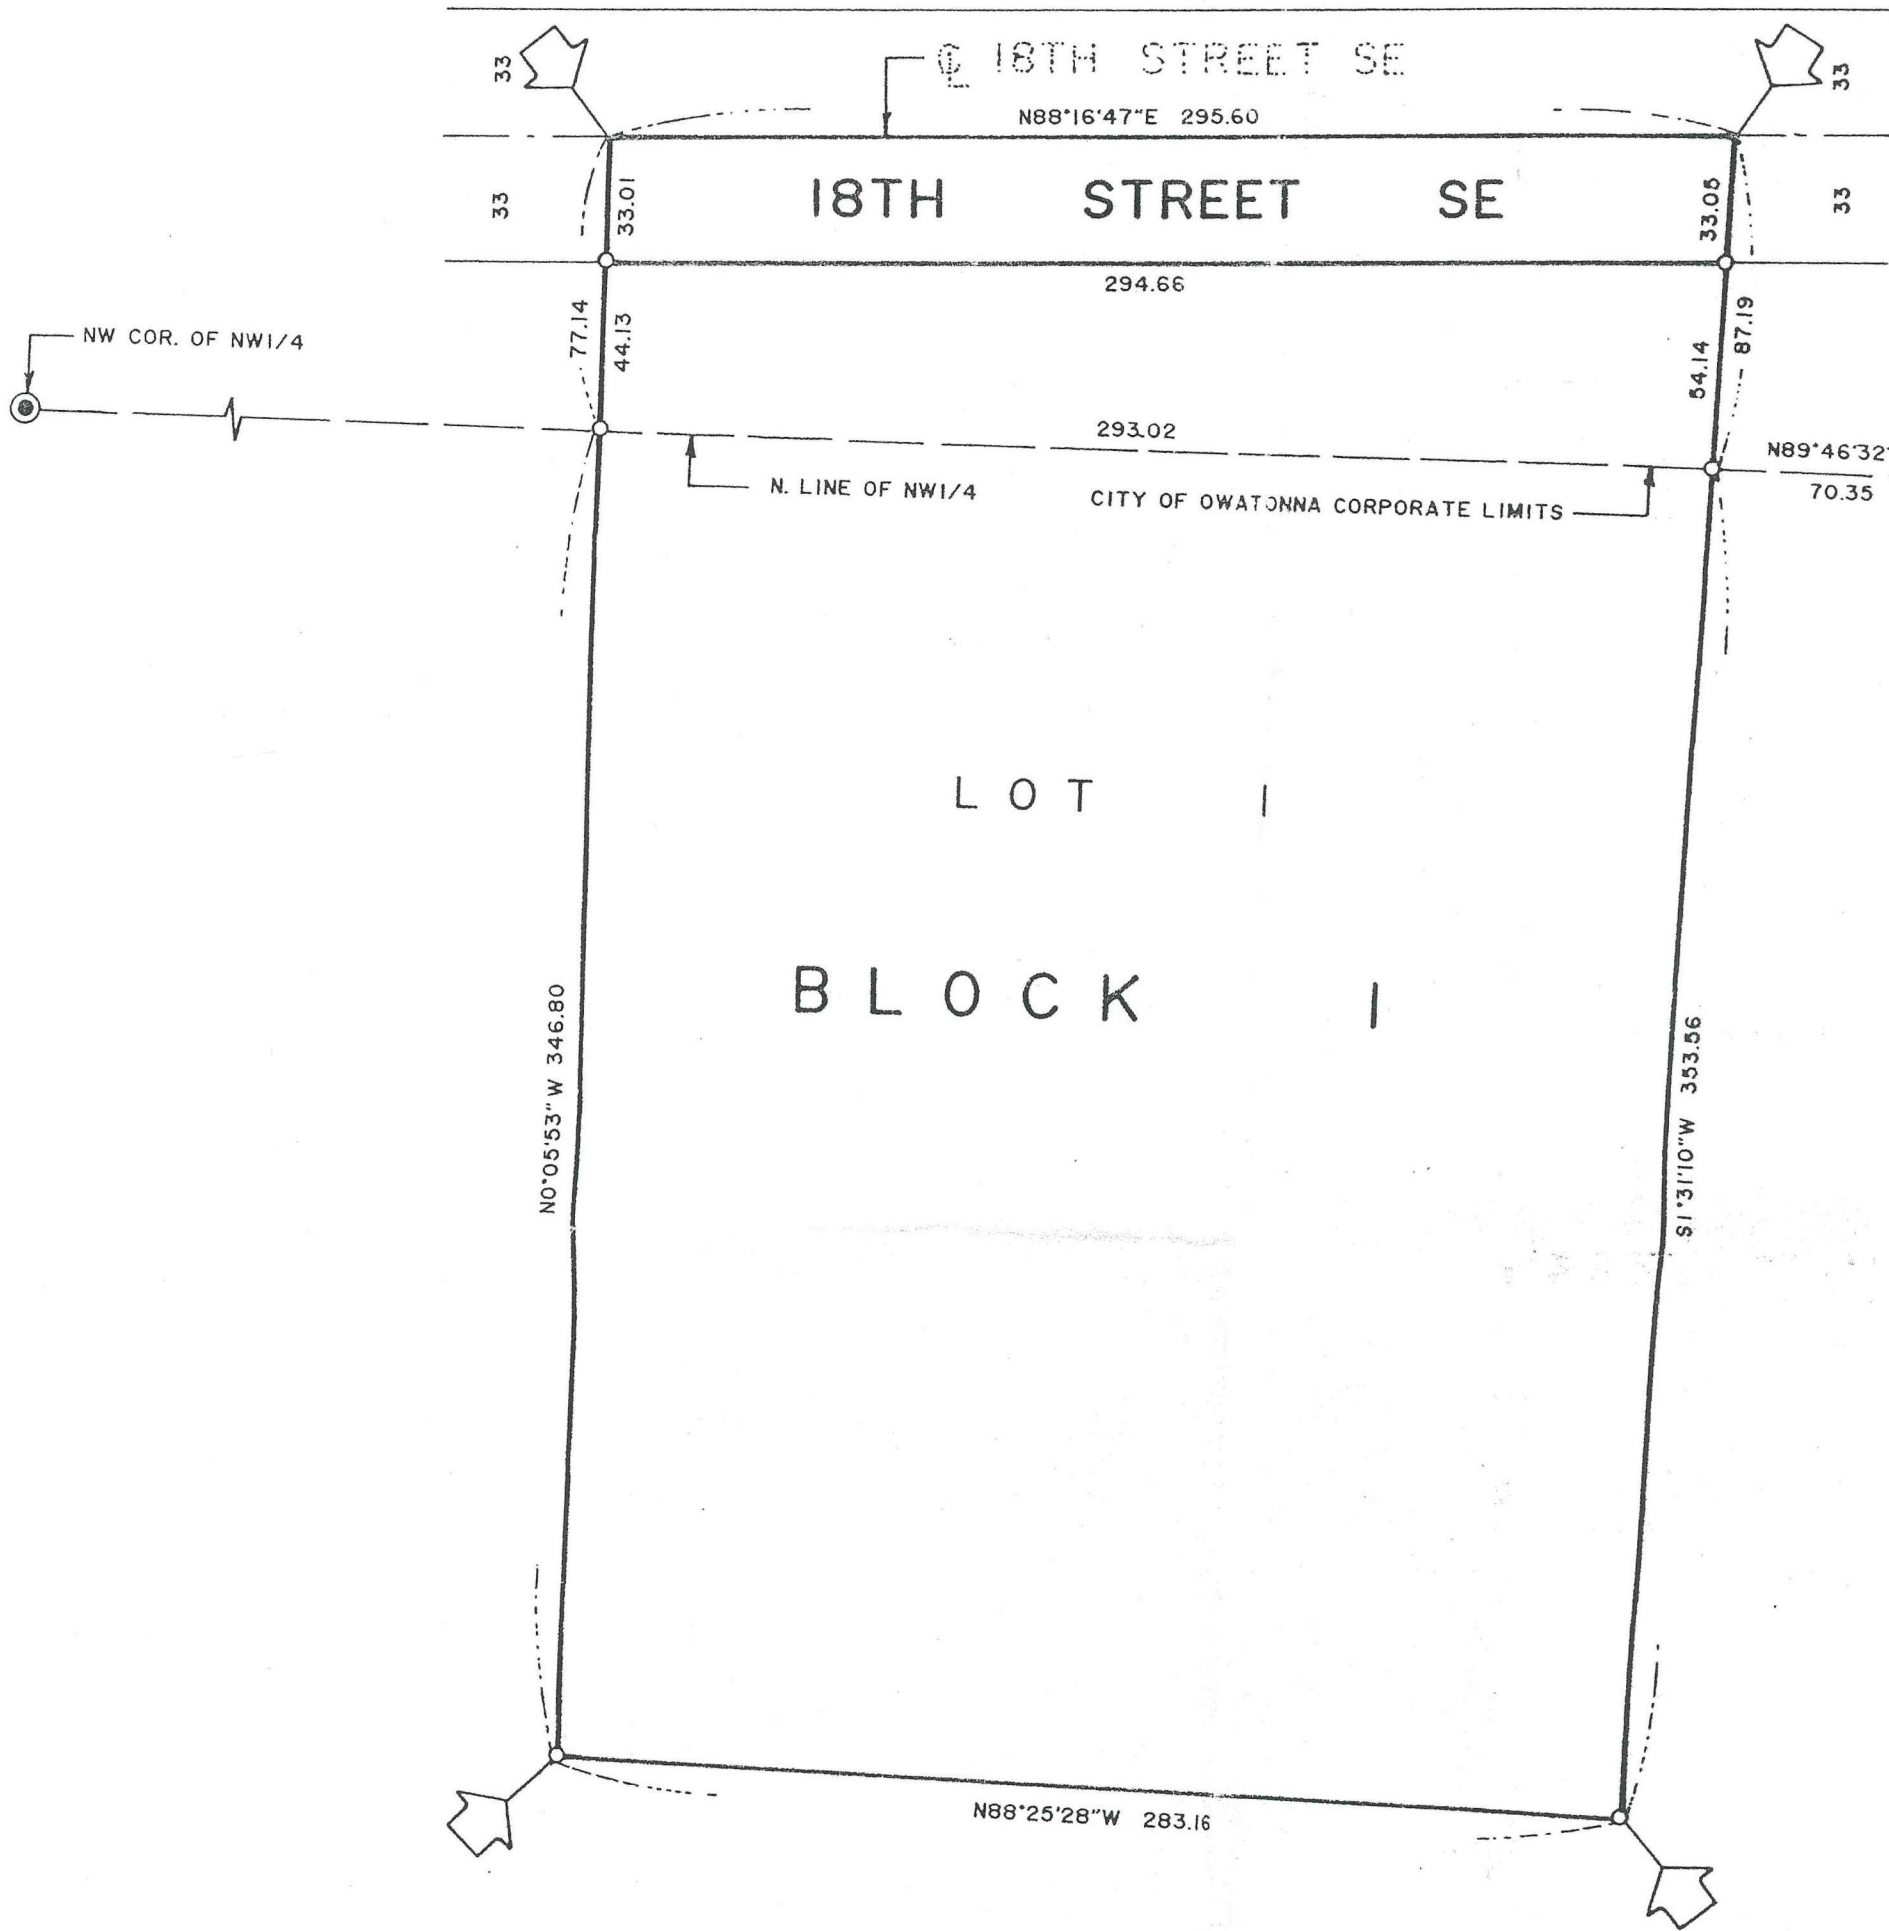 33
℄ 18TH STREET SE
33
N88°16'47"E 295.60
33
33.01
18TH STREET SE
33.05
33
294.66
NW COR. OF NW1/4
77.14
44.13
54.14
87.19
293.02
N89°46'32"
70.35
N. LINE OF NW1/4
CITY OF OWATONNA CORPORATE LIMITS
LOT 1
BLOCK 1
N0°05'53"W 346.80
S1°31'10"W 353.56
N88°25'28"W 283.16